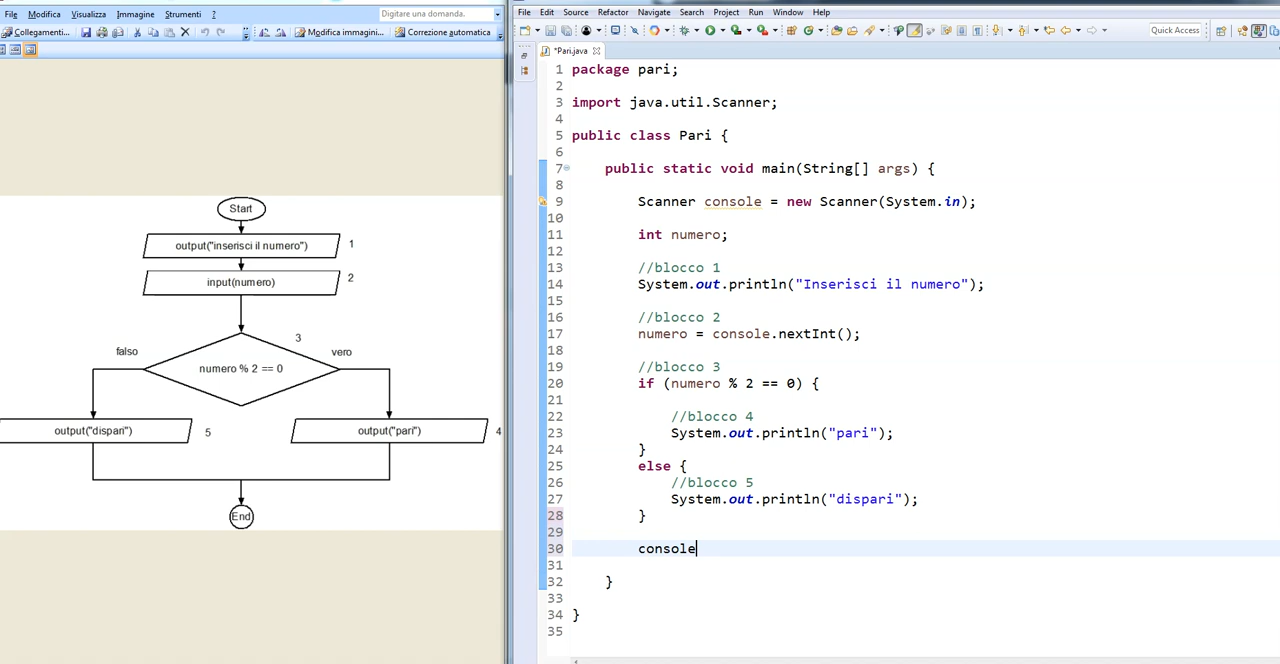 File Modifica Visualizza Immagine Strumenti ?
Digitare una domanda.
Collegamenti... Modifica immagini... Correzione automatica
Start
output("inserisci il numero") 1
input(numero) 2
3
falso vero
numero % 2 == 0
output("dispari") 5 output("pari") 4
End
File Edit Source Refactor Navigate Search Project Run Window Help
Quick Access
*Pari.java
1 package pari;
2
3 import java.util.Scanner;
4
5 public class Pari {
6
7 public static void main(String[] args) {
8
9 Scanner console = new Scanner(System.in);
10
11 int numero;
12
13 //blocco 1
14 System.out.println("Inserisci il numero");
15
16 //blocco 2
17 numero = console.nextInt();
18
19 //blocco 3
20 if (numero % 2 == 0) {
21
22 //blocco 4
23 System.out.println("pari");
24 }
25 else {
26 //blocco 5
27 System.out.println("dispari");
28 }
29
30 console
31
32 }
33
34 }
35